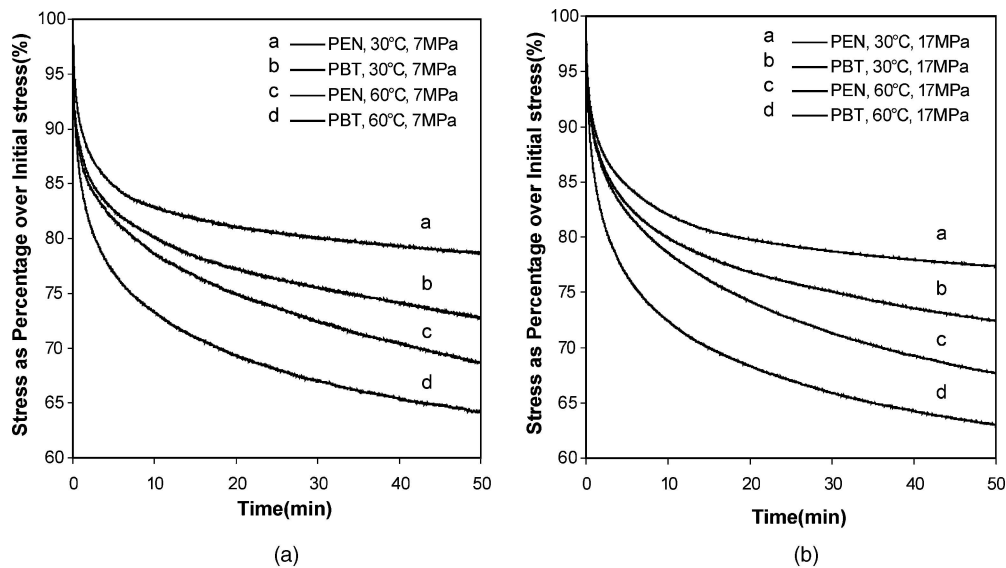 Stress as Percentage over Initial stress(%)
100
95
90
85
80
75
70
65
60
a PEN, 30°C, 7MPa
b PBT, 30°C, 7MPa
c PEN, 60°C, 7MPa
d PBT, 60°C, 7MPa
a
b
c
d
0 10 20 30 40 50
Time(min)
(a)
Stress as Percentage over Initial stress(%)
100
95
90
85
80
75
70
65
60
a PEN, 30°C, 17MPa
b PBT, 30°C, 17MPa
c PEN, 60°C, 17MPa
d PBT, 60°C, 17MPa
a
b
c
d
0 10 20 30 40 50
Time(min)
(b)